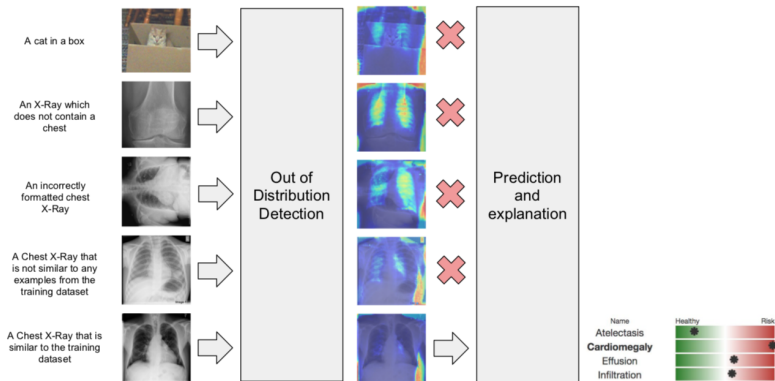 A cat in a box
An X-Ray which
does not contain a
chest
An incorrectly
formatted chest
X-Ray
A Chest X-Ray that
is not similar to any
examples from the
training dataset
A Chest X-Ray that is
similar to the training
dataset
Out of
Distribution
Detection
Prediction
and
explanation
Name
Healthy
Risk
Atelectasis
Cardiomegaly
Effusion
Infiltration